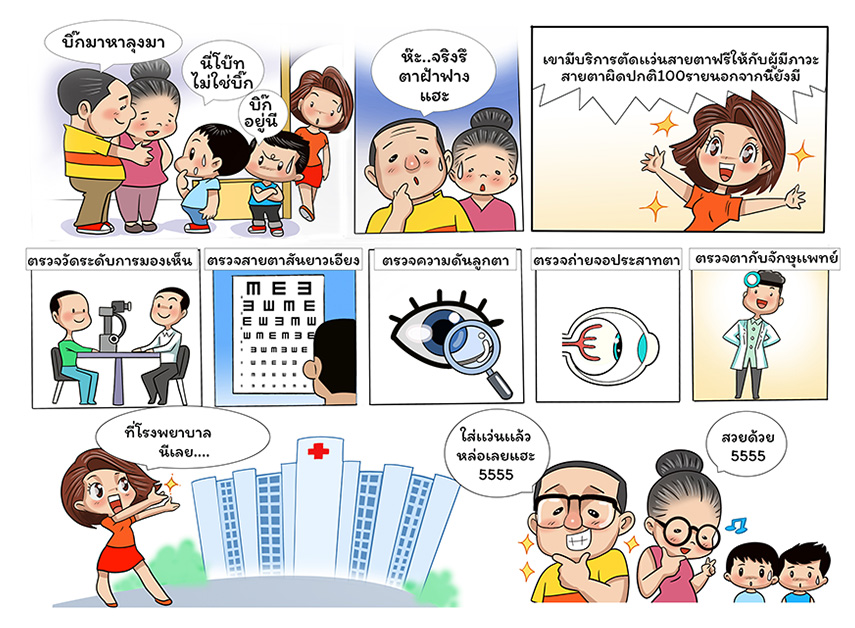 บิ๊กมาหาลุงมา
นี่โบ๊ท
ไม่ใช่บิ๊ก
บิ๊ก
อยู่นี่
ห๊ะ..จริงรึ
ตาฝ้าฟาง
แฮะ
เขามีบริการตัดแว่นสายตาฟรีให้กับผู้มีภาวะ
สายตาผิดปกติ100รายนอกจากนี้ยังมี
ตรวจวัดระดับการมองเห็น
ตรวจสายตาสั้นยาวเอียง
ตรวจความดันลูกตา
ตรวจถ่ายจอประสาทตา
ตรวจตากับจักษุแพทย์
ที่โรงพยาบาล
นี่เลย....
ใส่แว่นแล้ว
หล่อเลยแฮะ
5555
สวยด้วย
5555